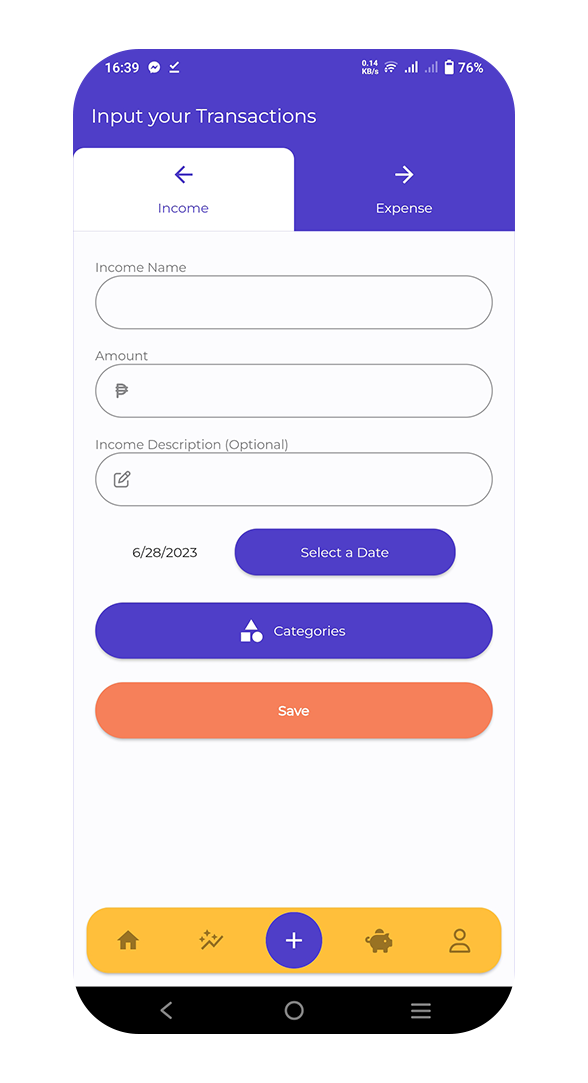 16:39 0.14 KB/s 76%
Input your Transactions
Income Expense
Income Name
Amount
₱
Income Description (Optional)
6/28/2023 Select a Date
Categories
Save